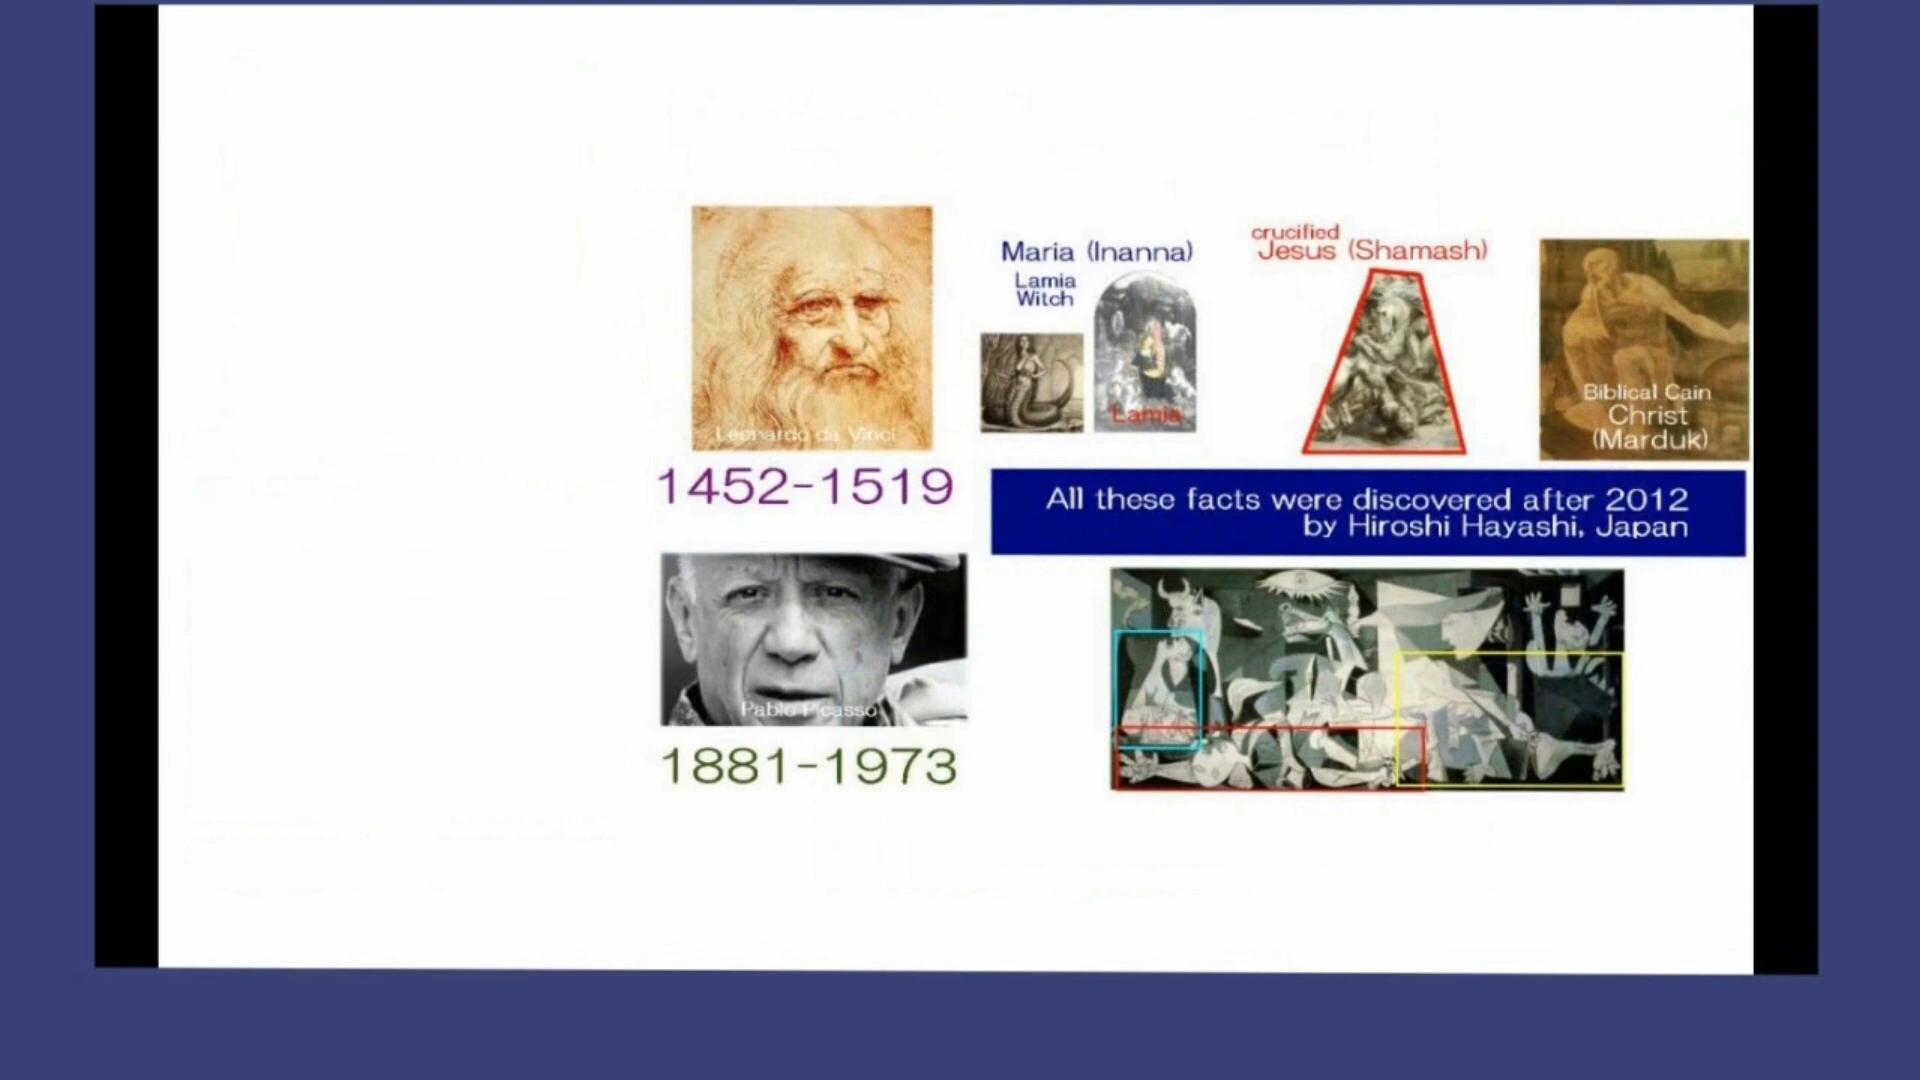 Leonardo da Vinci
1452-1519
Maria (Inanna)
Lamia
Witch
Lamia
crucified
Jesus (Shamash)
Biblical Cain
Christ
(Marduk)
All these facts were discovered after 2012
by Hiroshi Hayashi, Japan
Pablo Picasso
1881-1973